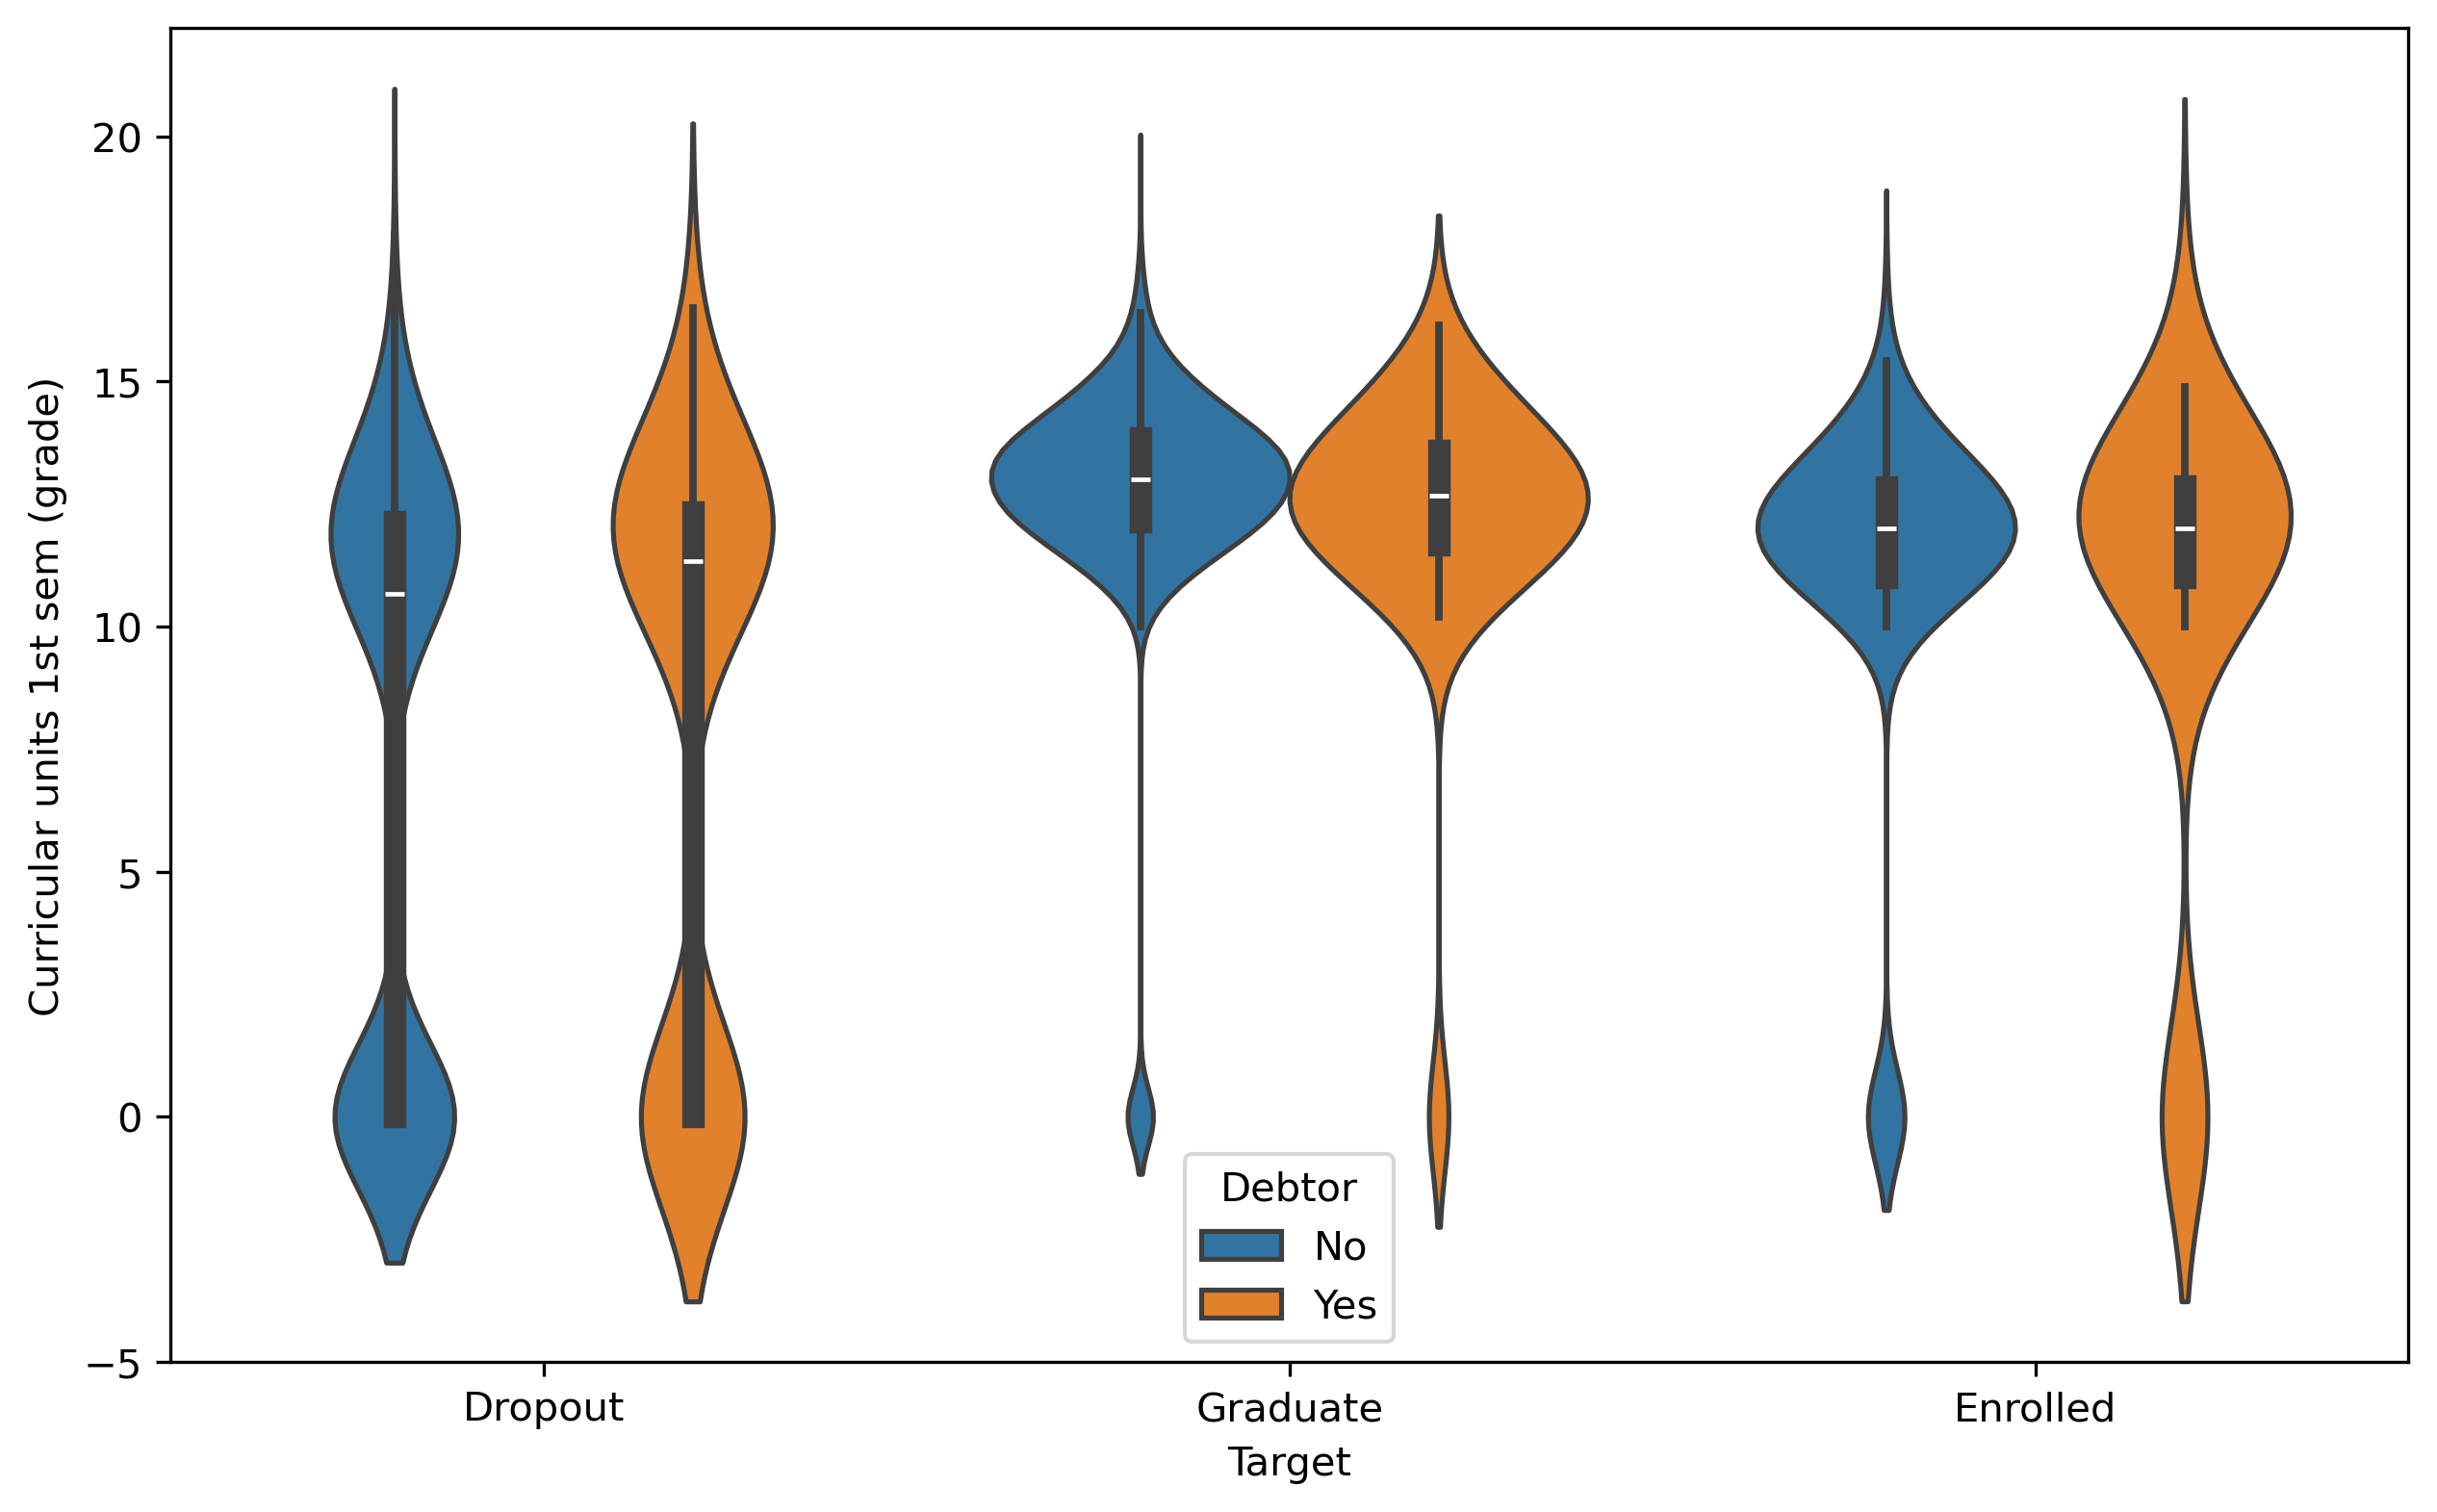 Curricular units 1st sem (grade)
20
15
10
5
0
−5
Debtor
No
Yes
Dropout
Graduate
Enrolled
Target